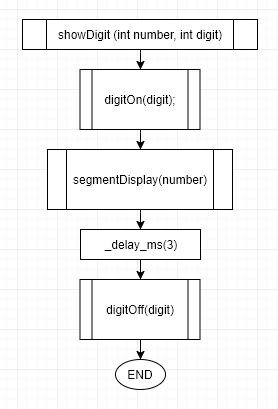 showDigit (int number, int digit)
digitOn(digit);
segmentDisplay(number)
_delay_ms(3)
digitOff(digit)
END